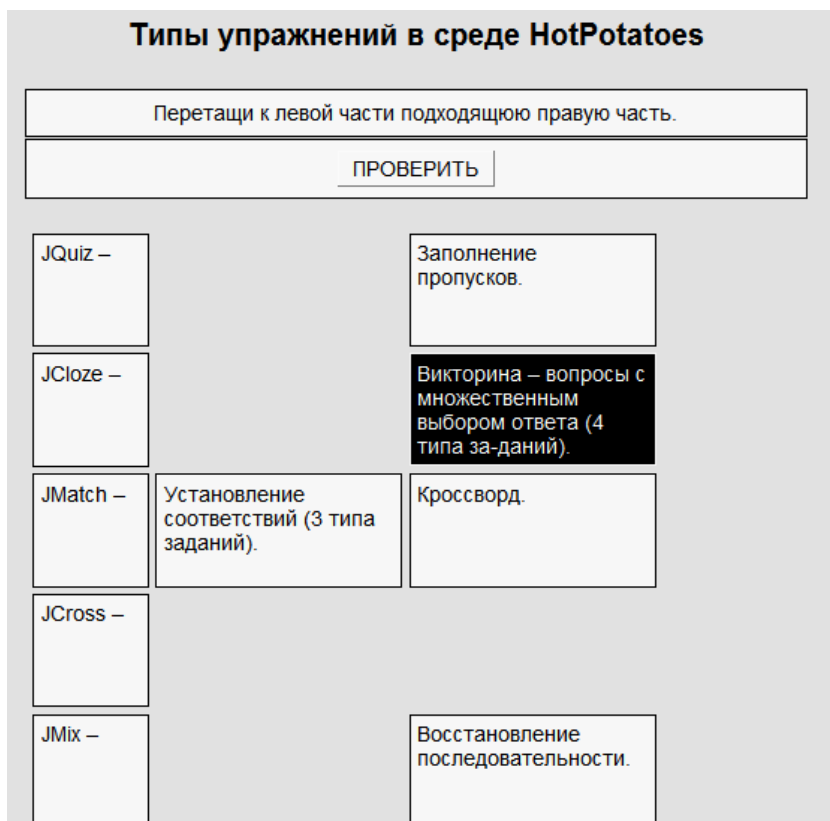 Типы упражнений в среде HotPotatoes
Перетащи к левой части подходящюю правую часть.
ПРОВЕРИТЬ
JQuiz –
Заполнение
пропусков.
JCloze –
Викторина – вопросы с
множественным
выбором ответа (4
типа за-даний).
JMatch –
Установление
соответствий (3 типа
заданий).
Кроссворд.
JCross –
JMix –
Восстановление
последовательности.